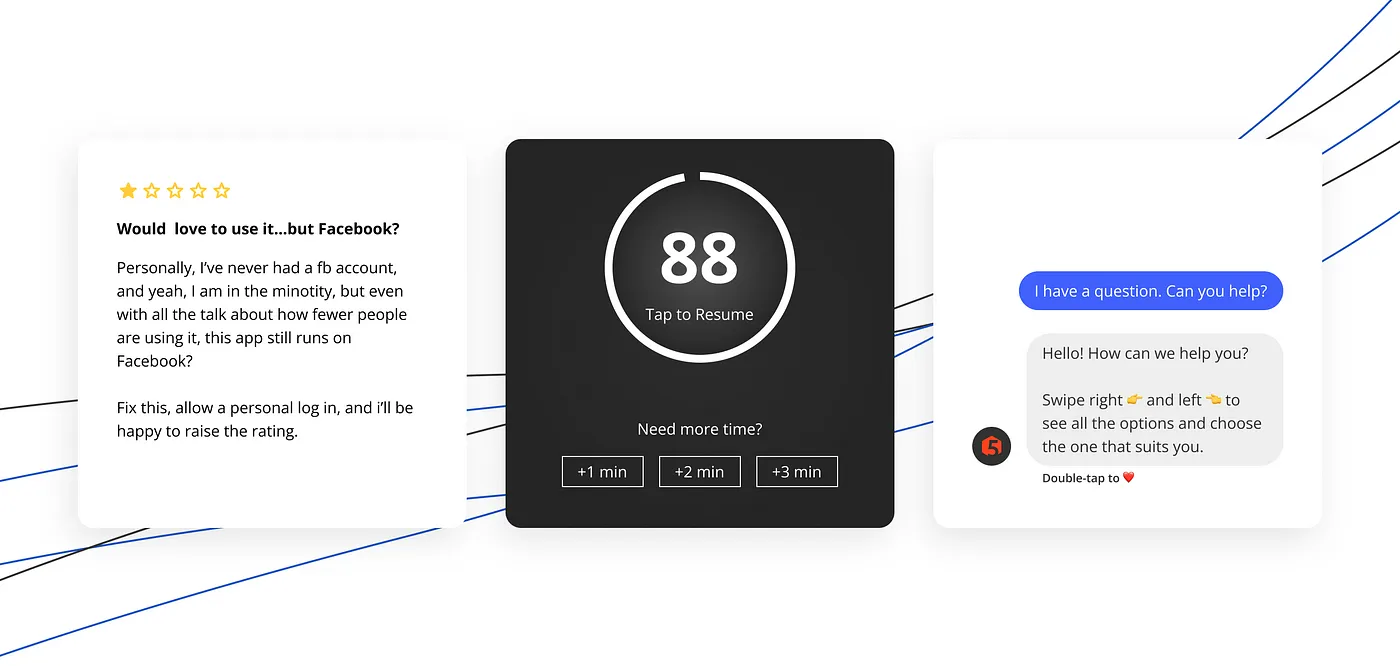 Would  love to use it...but Facebook?
Personally, I’ve never had a fb account,
and yeah, I am in the minotity, but even
with all the talk about how fewer people
are using it, this app still runs on
Facebook?
Fix this, allow a personal log in, and i’ll be
happy to raise the rating.
88
Tap to Resume
Need more time?
+1 min
+2 min
+3 min
I have a question. Can you help?
Hello! How can we help you?
Swipe right 👉 and left 👈 to
see all the options and choose
the one that suits you.
5
Double-tap to ❤️